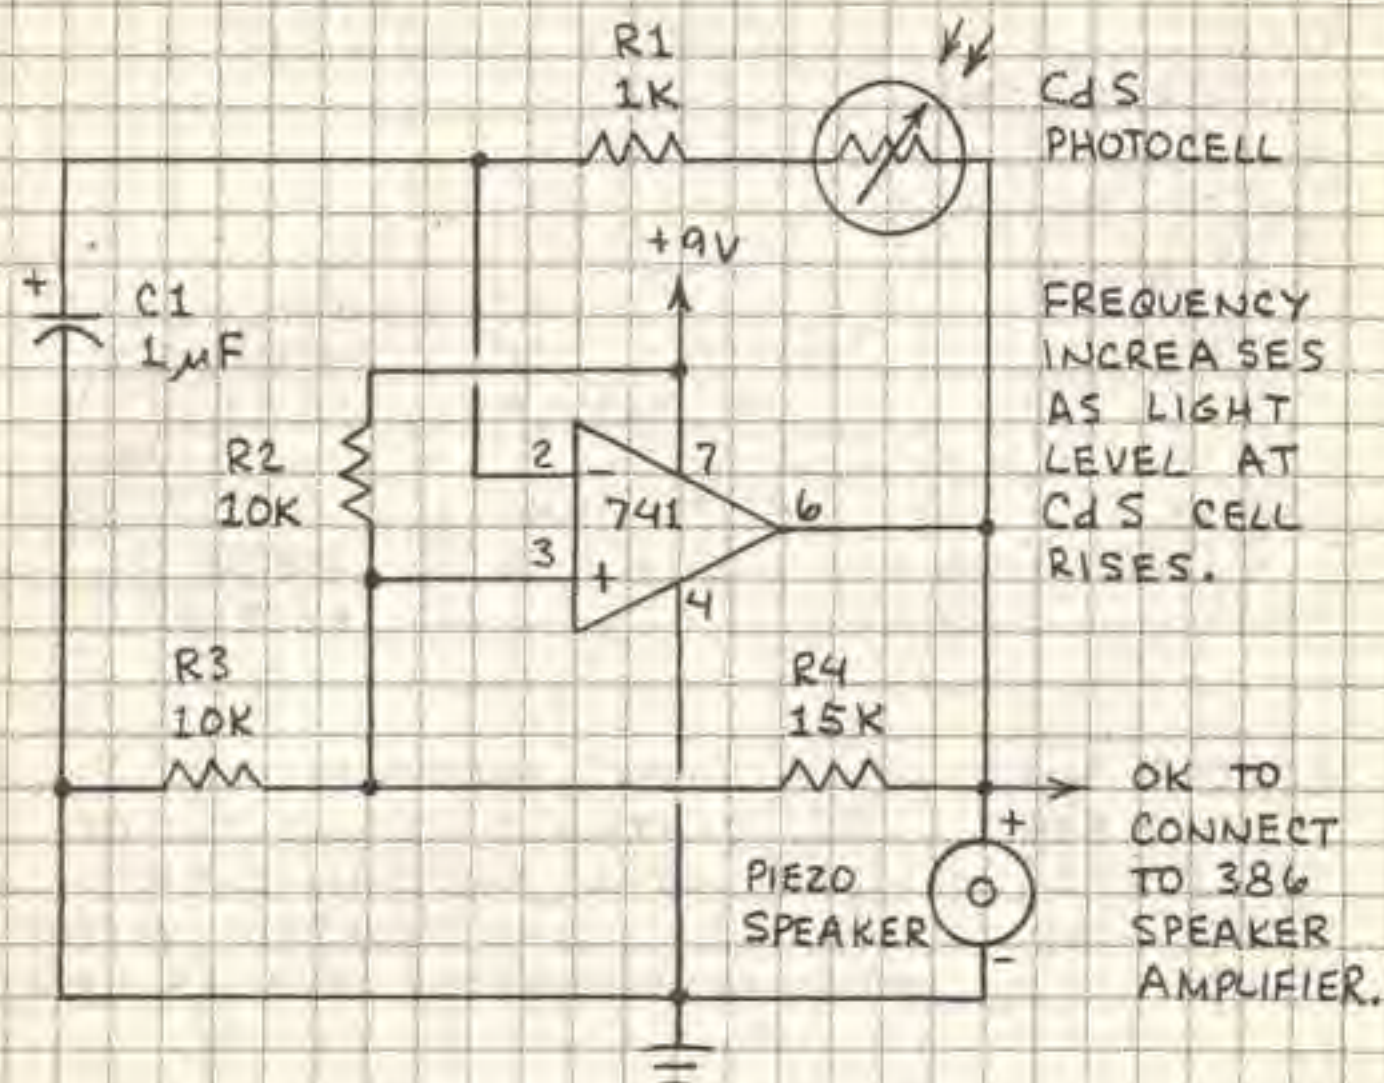 R1
1K
CdS
PHOTOCELL
+9V
+
C1
1µF
FREQUENCY
INCREASES
AS LIGHT
LEVEL AT
CdS CELL
RISES.
R2
10K
2
-
7
741
6
3
+
4
R3
10K
R4
15K
OK TO
CONNECT
TO 386
SPEAKER
AMPLIFIER.
+
PIEZO
SPEAKER
-